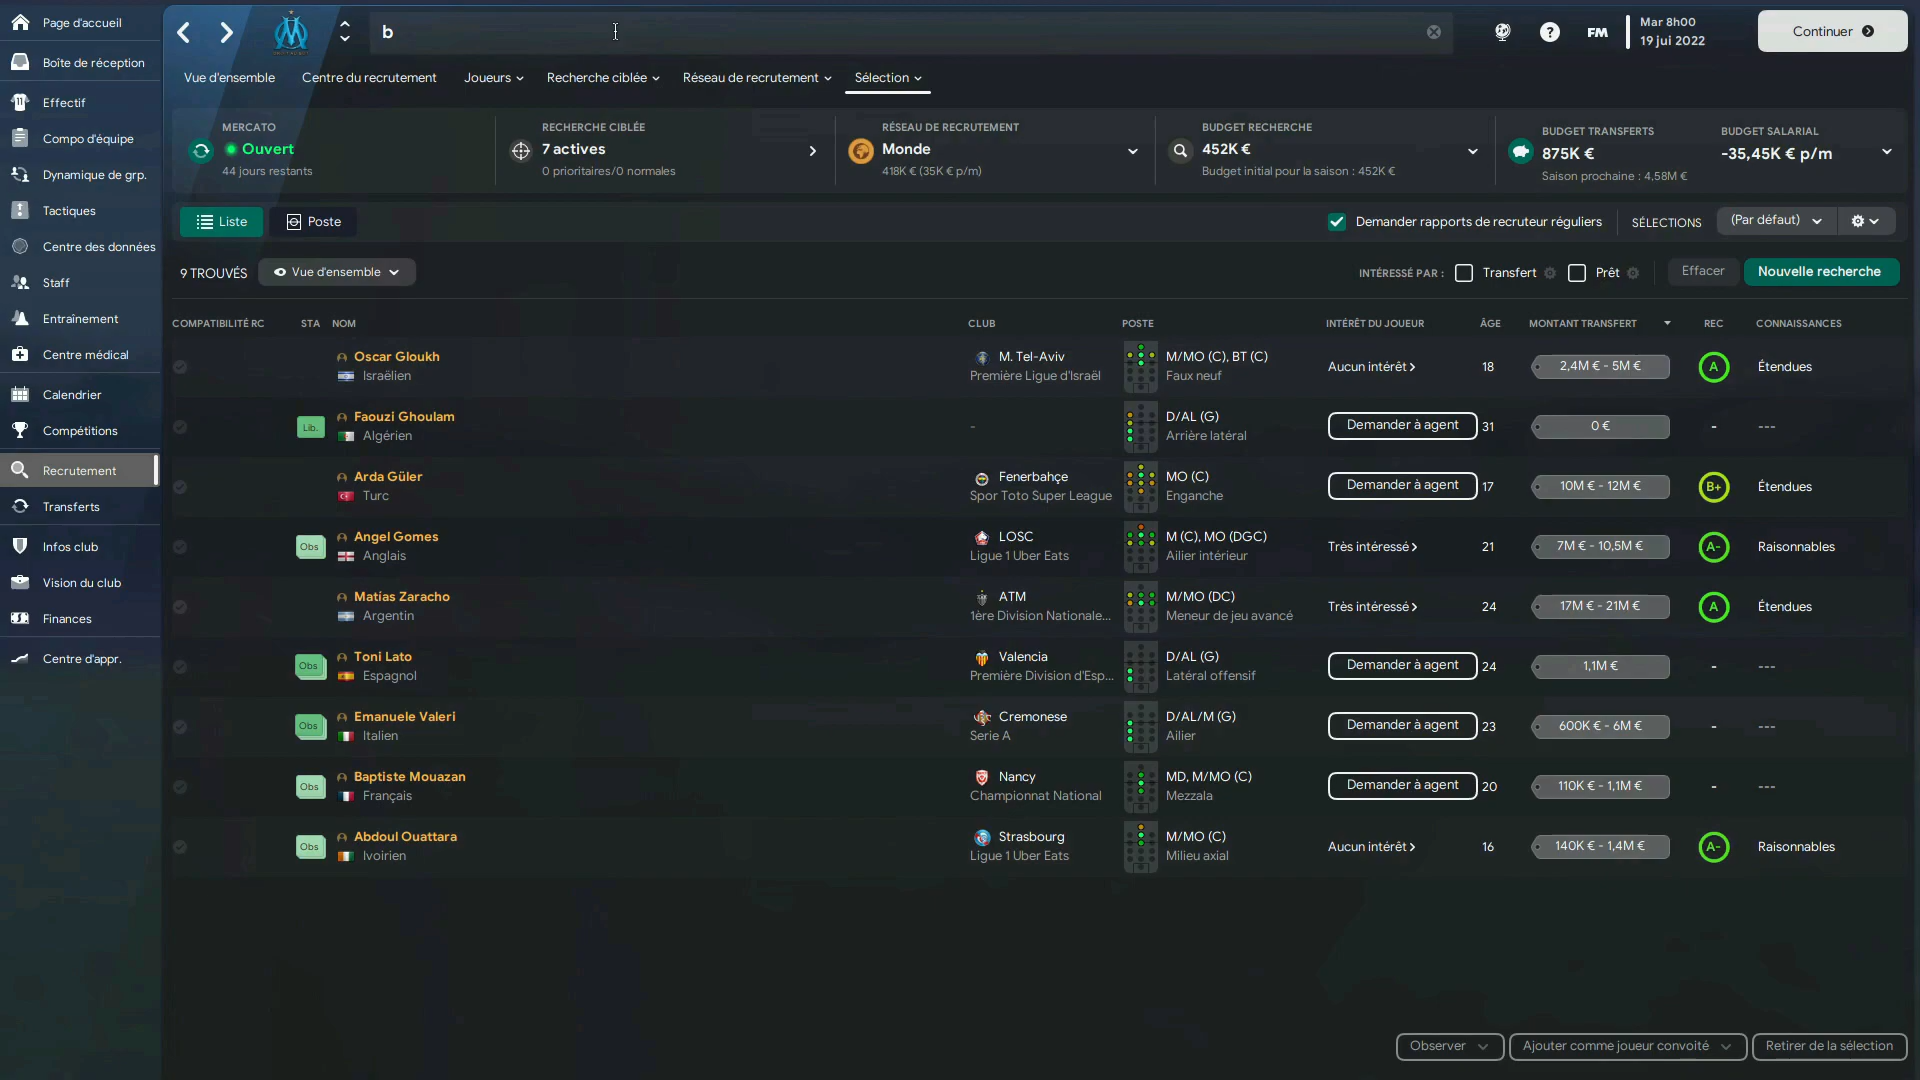 Page d'accueil
Boîte de réception
Effectif
Compo d'équipe
Dynamique de grp.
Tactiques
Centre des données
Staff
Entraînement
Centre médical
Calendrier
Compétitions
Recrutement
Transferts
Infos club
Vision du club
Finances
Centre d'appr.
b
FM
Mar 8h00
19 jui 2022
Continuer
Vue d'ensemble
Centre du recrutement
Joueurs
Recherche ciblée
Réseau de recrutement
Sélection
MERCATO
Ouvert
44 jours restants
RECHERCHE CIBLÉE
7 actives
0 prioritaires/0 normales
RÉSEAU DE RECRUTEMENT
Monde
418K € (35K € p/m)
BUDGET RECHERCHE
452K €
Budget initial pour la saison : 452K €
BUDGET TRANSFERTS
875K €
Saison prochaine : 4,58M €
BUDGET SALARIAL
-35,45K € p/m
Liste
Poste
Demander rapports de recruteur réguliers
SÉLECTIONS
(Par défaut)
9 TROUVÉS
Vue d'ensemble
INTÉRESSÉ PAR :
Transfert
Prêt
Effacer
Nouvelle recherche
COMPATIBILITÉ RC STA NOM CLUB POSTE INTÉRÊT DU JOUEUR ÂGE MONTANT TRANSFERT REC CONNAISSANCES
Oscar Gloukh M. Tel-Aviv M/MO (C), BT (C) Aucun intérêt 18 2,4M € - 5M € A Étendues
Israélien Première Ligue d'Israël Faux neuf
Lib. Faouzi Ghoulam - D/AL (G) Demander à agent 31 0 € - ---
Algérien Arrière latéral
Arda Güler Fenerbahçe MO (C) Demander à agent 17 10M € - 12M € B+ Étendues
Turc Spor Toto Super League Enganche
Obs Angel Gomes LOSC M (C), MO (DGC) Très intéressé 21 7M € - 10,5M € A- Raisonnables
Anglais Ligue 1 Uber Eats Ailier intérieur
Matías Zaracho ATM M/MO (DC) Très intéressé 24 17M € - 21M € A Étendues
Argentin 1ère Division Nationale... Meneur de jeu avancé
Obs Toni Lato Valencia D/AL (G) Demander à agent 24 1,1M € - ---
Espagnol Première Division d'Esp... Latéral offensif
Obs Emanuele Valeri Cremonese D/AL/M (G) Demander à agent 23 600K € - 6M € - ---
Italien Serie A Ailier
Obs Baptiste Mouazan Nancy MD, M/MO (C) Demander à agent 20 110K € - 1,1M € - ---
Français Championnat National Mezzala
Obs Abdoul Ouattara Strasbourg M/MO (C) Aucun intérêt 16 140K € - 1,4M € A- Raisonnables
Ivoirien Ligue 1 Uber Eats Milieu axial
Observer
Ajouter comme joueur convoité
Retirer de la sélection